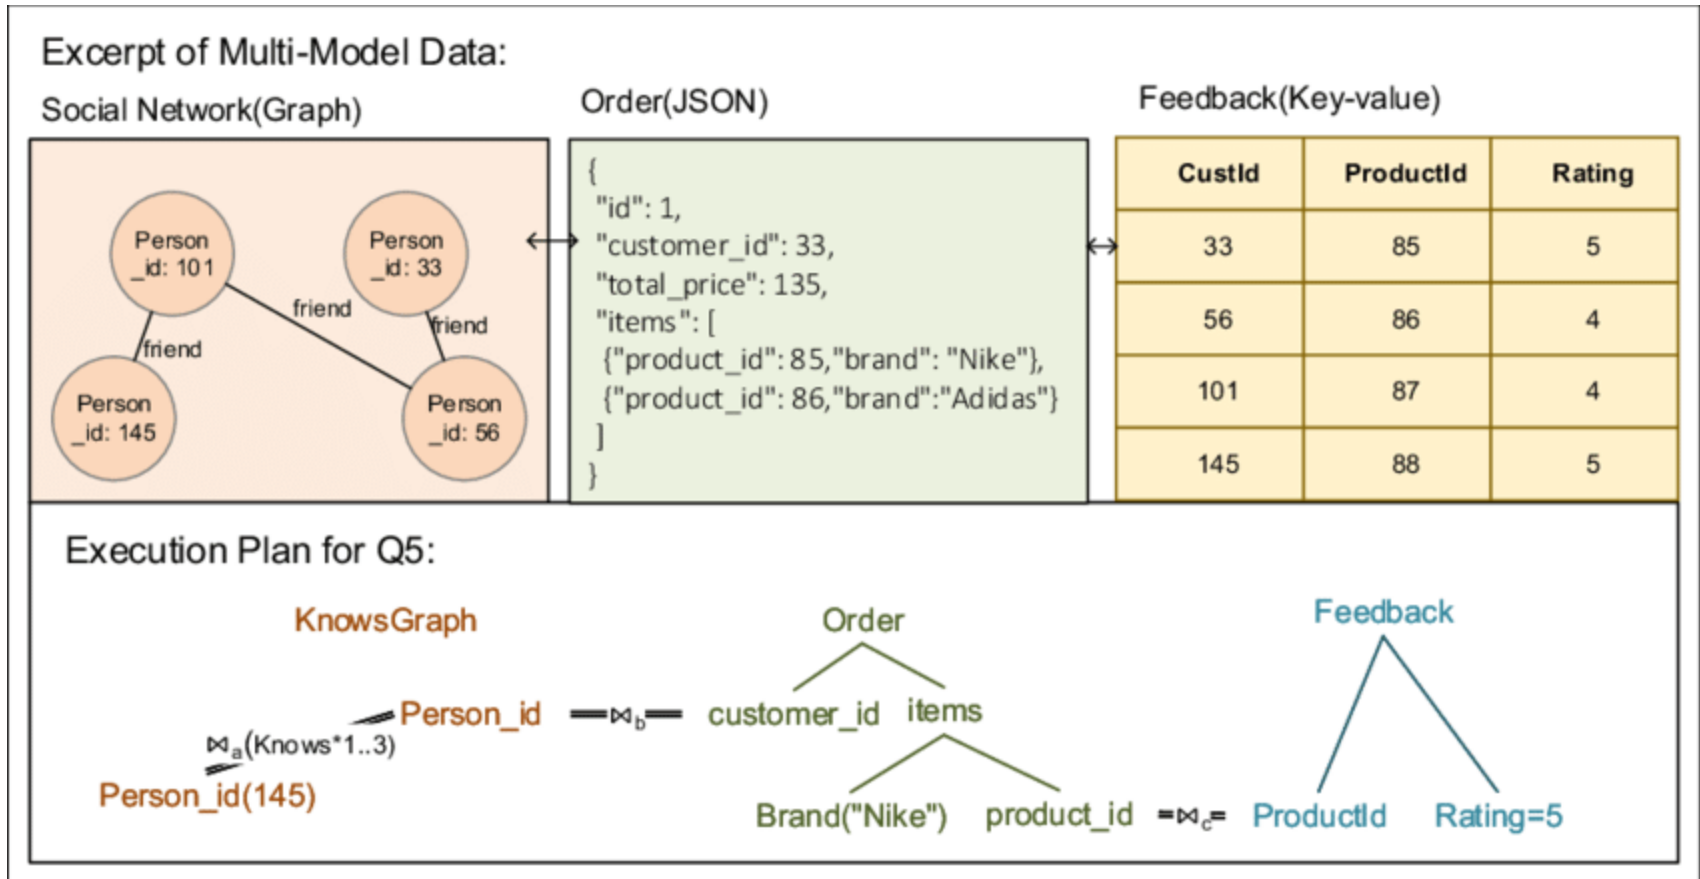 Excerpt of Multi-Model Data:
Social Network(Graph)
Person
_id: 101
Person
_id: 33
friend
friend
friend
Person
_id: 145
Person
_id: 56
Order(JSON)
{
"id": 1,
"customer_id": 33,
"total_price": 135,
"items": [
{"product_id": 85,"brand": "Nike"},
{"product_id": 86,"brand":"Adidas"}
]
}
Feedback(Key-value)
CustId ProductId Rating
33 85 5
56 86 4
101 87 4
145 88 5
Execution Plan for Q5:
KnowsGraph
Person_id
⋈a(Knows*1..3)
Person_id(145)
⋈b
Order
customer_id items
Brand("Nike") product_id
=⋈c=
Feedback
ProductId Rating=5